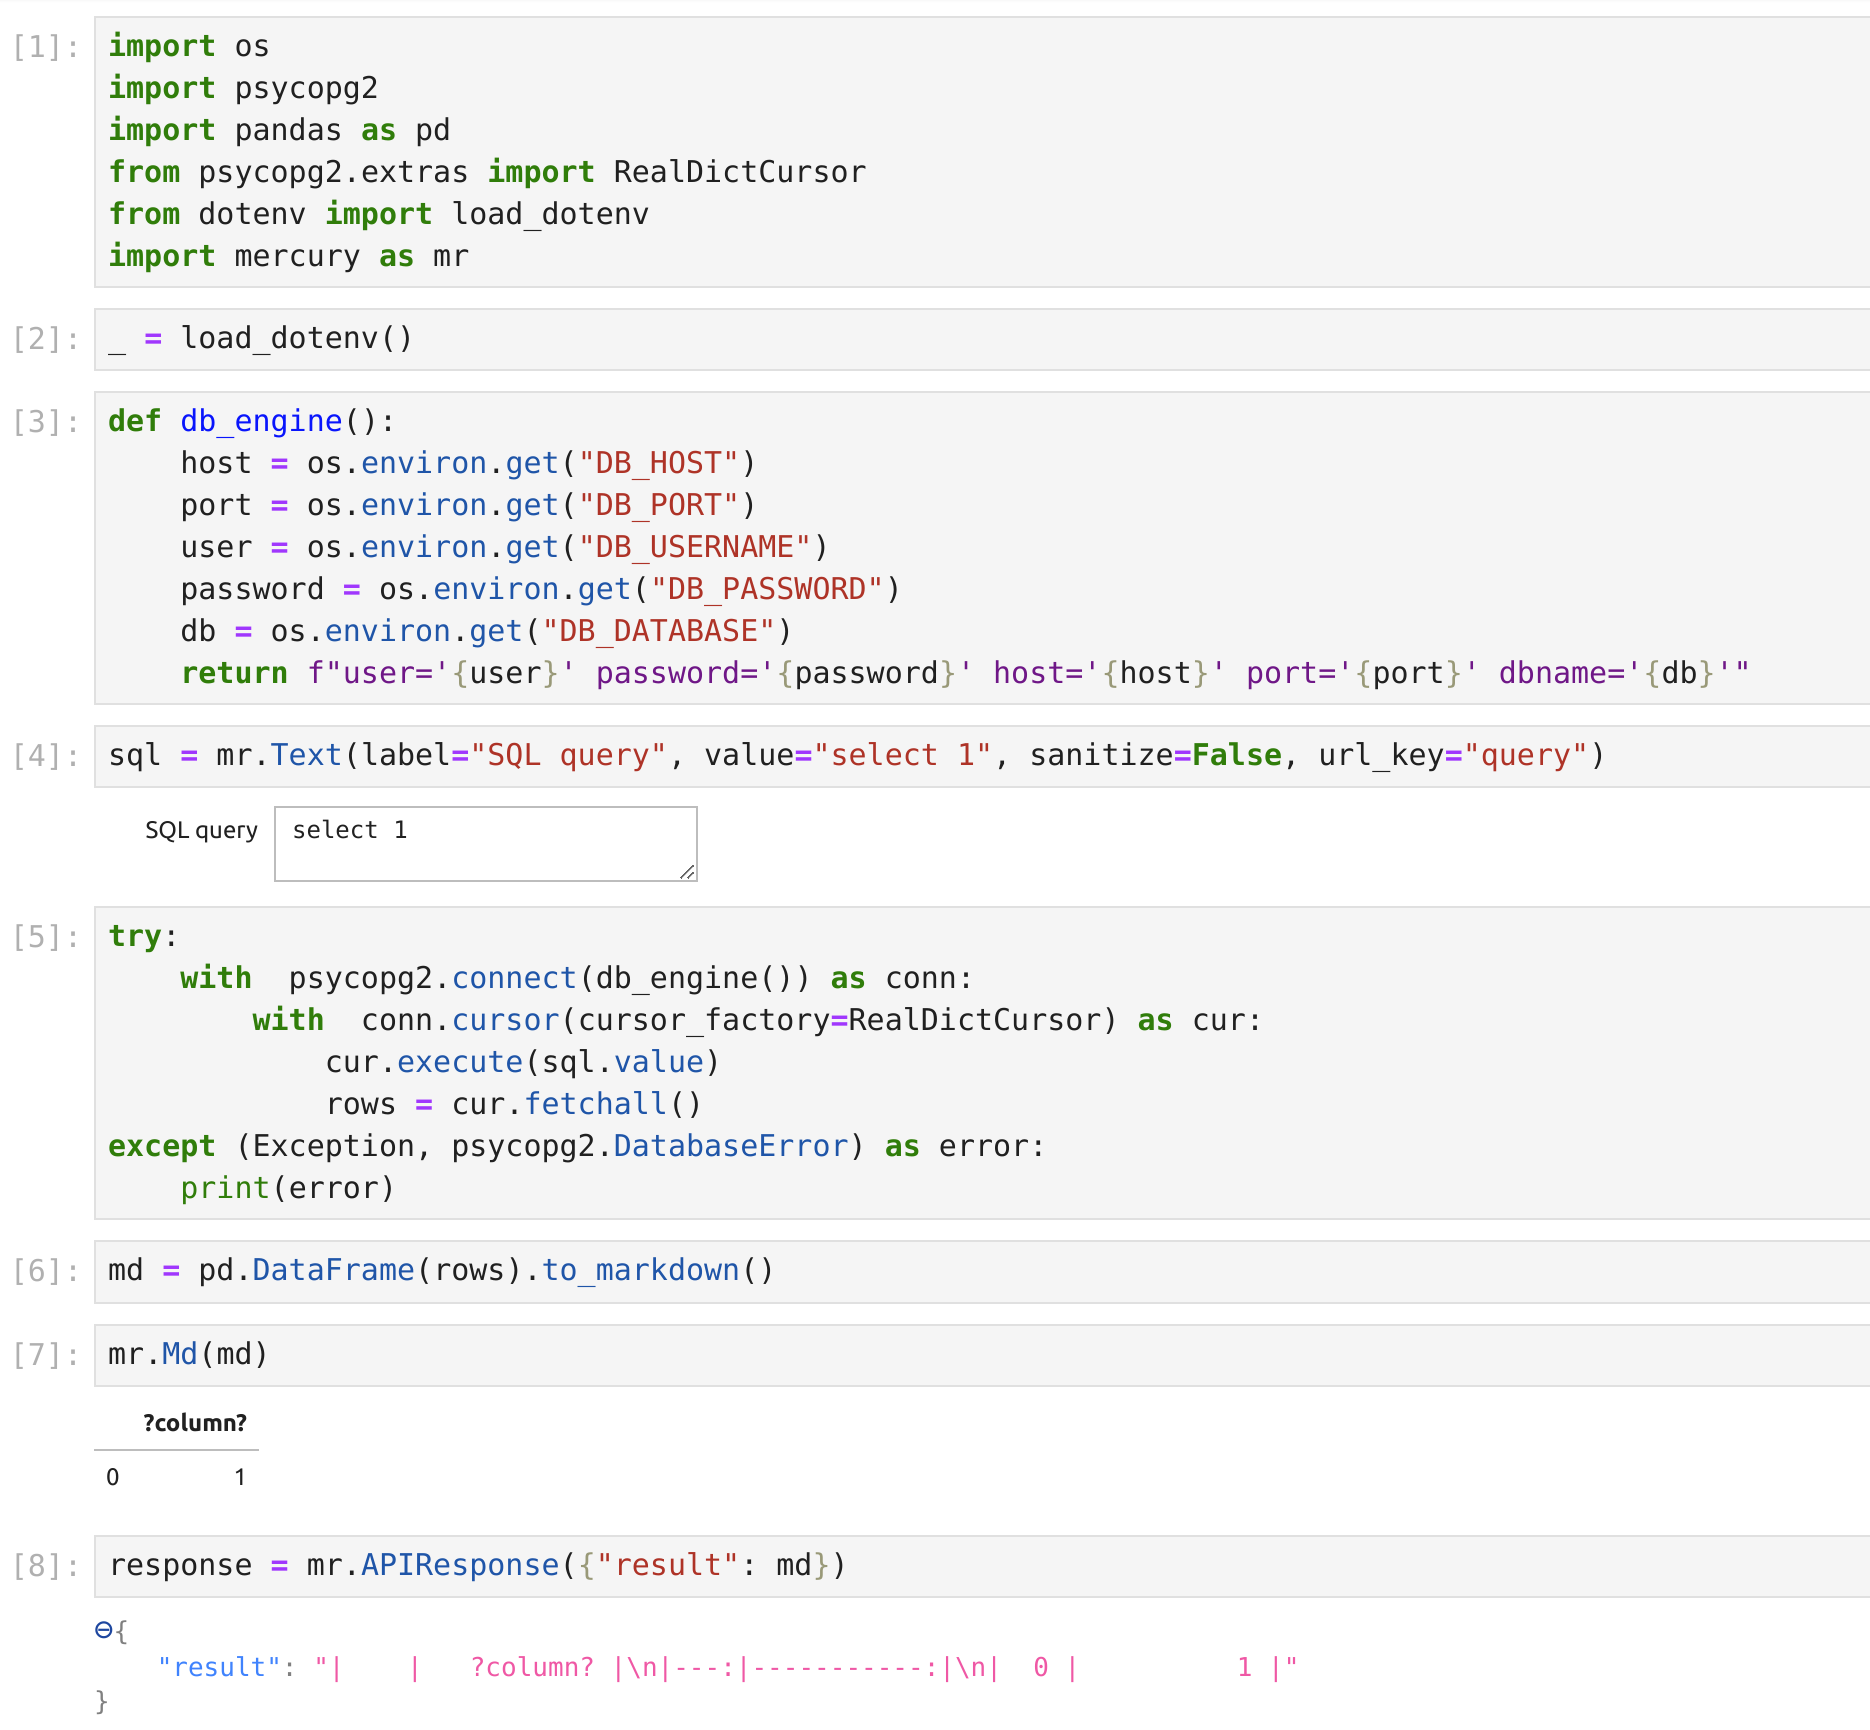 [1]: import os
import psycopg2
import pandas as pd
from psycopg2.extras import RealDictCursor
from dotenv import load_dotenv
import mercury as mr
[2]: _ = load_dotenv()
[3]: def db_engine():
    host = os.environ.get("DB_HOST")
    port = os.environ.get("DB_PORT")
    user = os.environ.get("DB_USERNAME")
    password = os.environ.get("DB_PASSWORD")
    db = os.environ.get("DB_DATABASE")
    return f"user='{user}' password='{password}' host='{host}' port='{port}' dbname='{db}'"
[4]: sql = mr.Text(label="SQL query", value="select 1", sanitize=False, url_key="query")
SQL query select 1
[5]: try:
    with  psycopg2.connect(db_engine()) as conn:
        with  conn.cursor(cursor_factory=RealDictCursor) as cur:
            cur.execute(sql.value)
            rows = cur.fetchall()
except (Exception, psycopg2.DatabaseError) as error:
    print(error)
[6]: md = pd.DataFrame(rows).to_markdown()
[7]: mr.Md(md)
?column?
0 1
[8]: response = mr.APIResponse({"result": md})
{
    "result": "|    |   ?column? |\n|---:|-----------:|\n|  0 |          1 |"
}